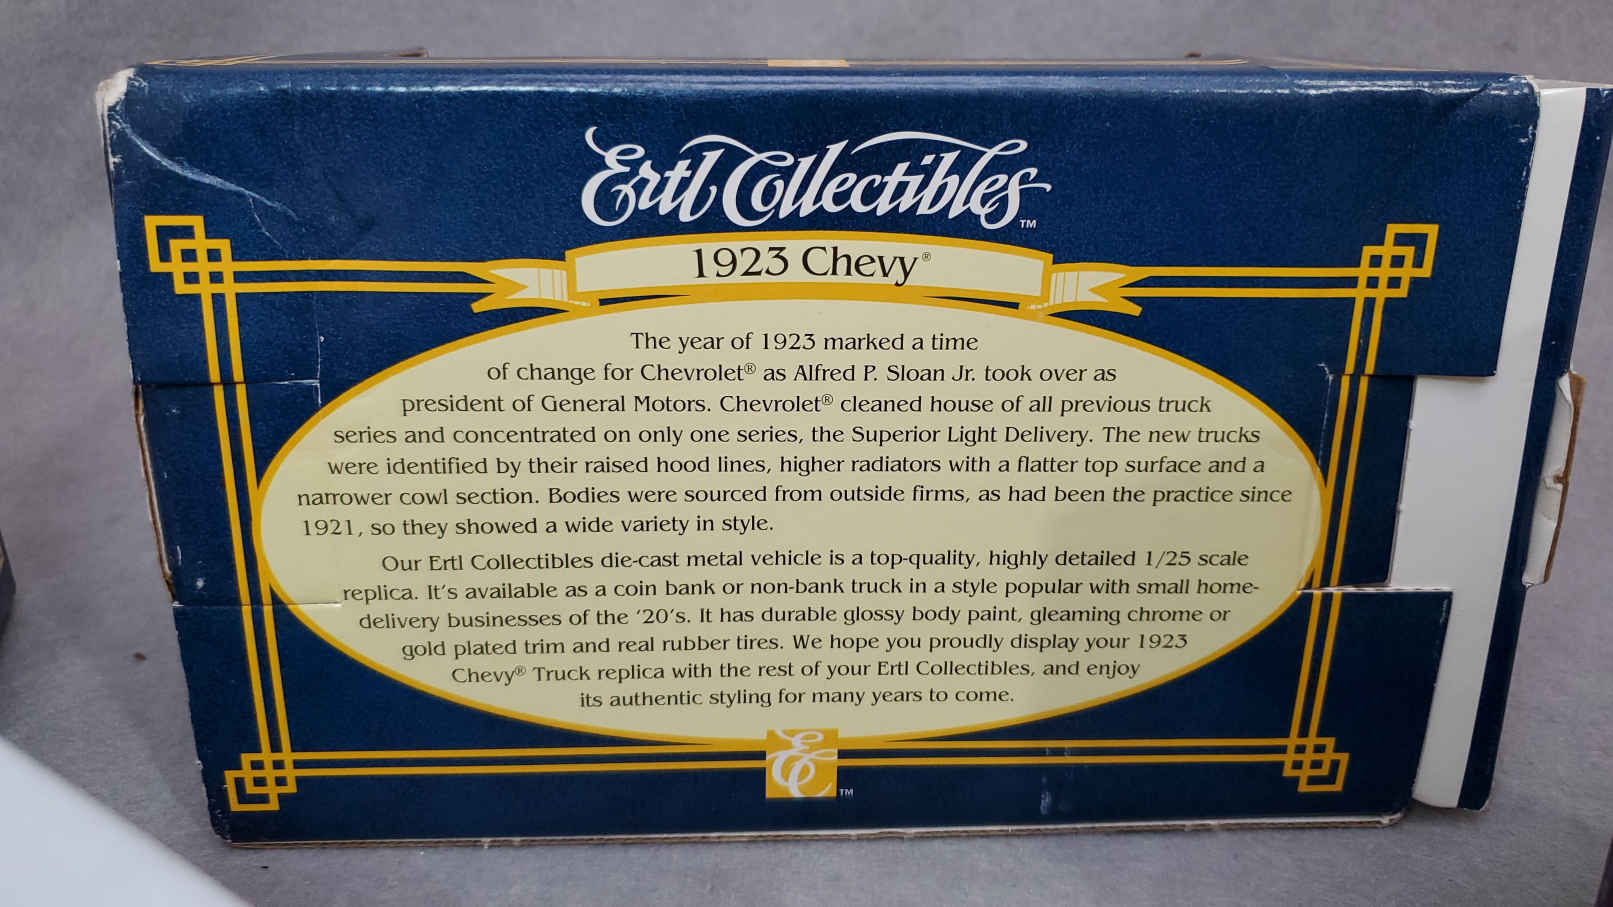 Ertl Collectibles™
1923 Chevy®
The year of 1923 marked a time
of change for Chevrolet® as Alfred P. Sloan Jr. took over as
president of General Motors. Chevrolet® cleaned house of all previous truck
series and concentrated on only one series, the Superior Light Delivery. The new trucks
were identified by their raised hood lines, higher radiators with a flatter top surface and a
narrower cowl section. Bodies were sourced from outside firms, as had been the practice since
1921, so they showed a wide variety in style.
Our Ertl Collectibles die-cast metal vehicle is a top-quality, highly detailed 1/25 scale
replica. It's available as a coin bank or non-bank truck in a style popular with small home-
delivery businesses of the '20's. It has durable glossy body paint, gleaming chrome or
gold plated trim and real rubber tires. We hope you proudly display your 1923
Chevy® Truck replica with the rest of your Ertl Collectibles, and enjoy
its authentic styling for many years to come.
E™